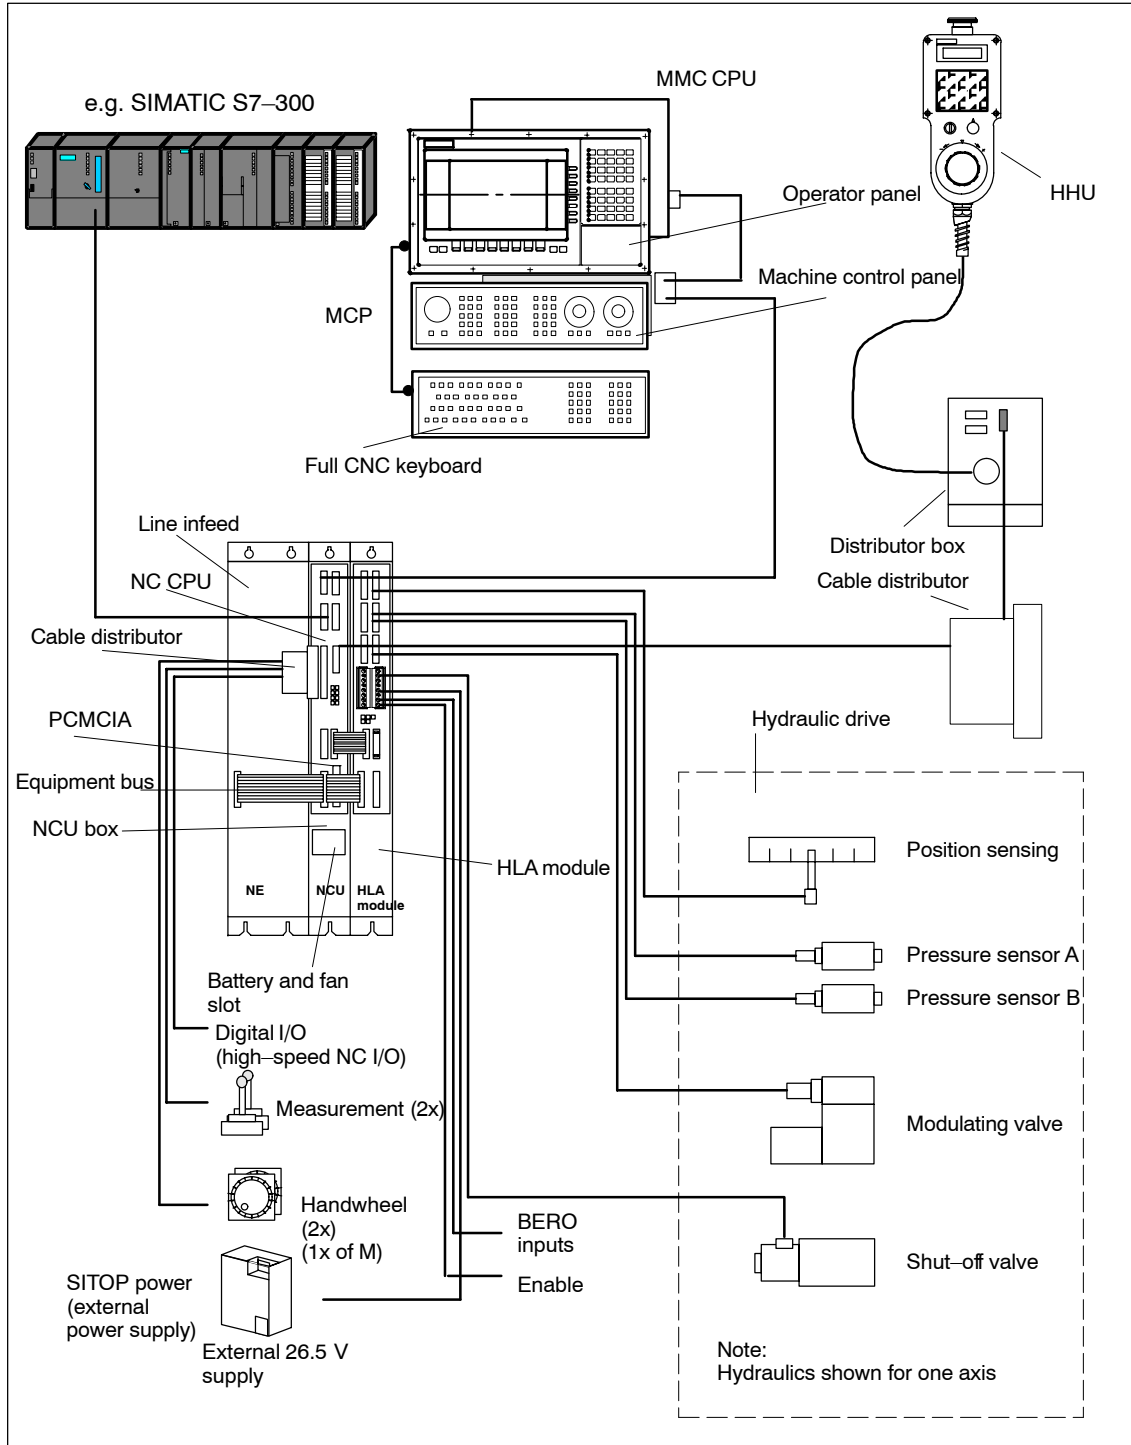 MMC CPU
e.g. SIMATIC S7–300
Operator panel
HHU
Machine control panel
MCP
Full CNC keyboard
Line infeed
Distributor box
NC CPU
Cable distributor
Cable distributor
PCMCIA
Hydraulic drive
Equipment bus
NCU box
Position sensing
HLA module
NE
NCU
HLA
module
Pressure sensor A
Battery and fan
slot
Pressure sensor B
Digital I/O
(high–speed NC I/O)
Measurement (2x)
Modulating valve
Handwheel
(2x)
(1x of M)
BERO
inputs
Shut–off valve
Enable
SITOP power
(external
power supply)
External 26.5 V
supply
Note:
Hydraulics shown for one axis